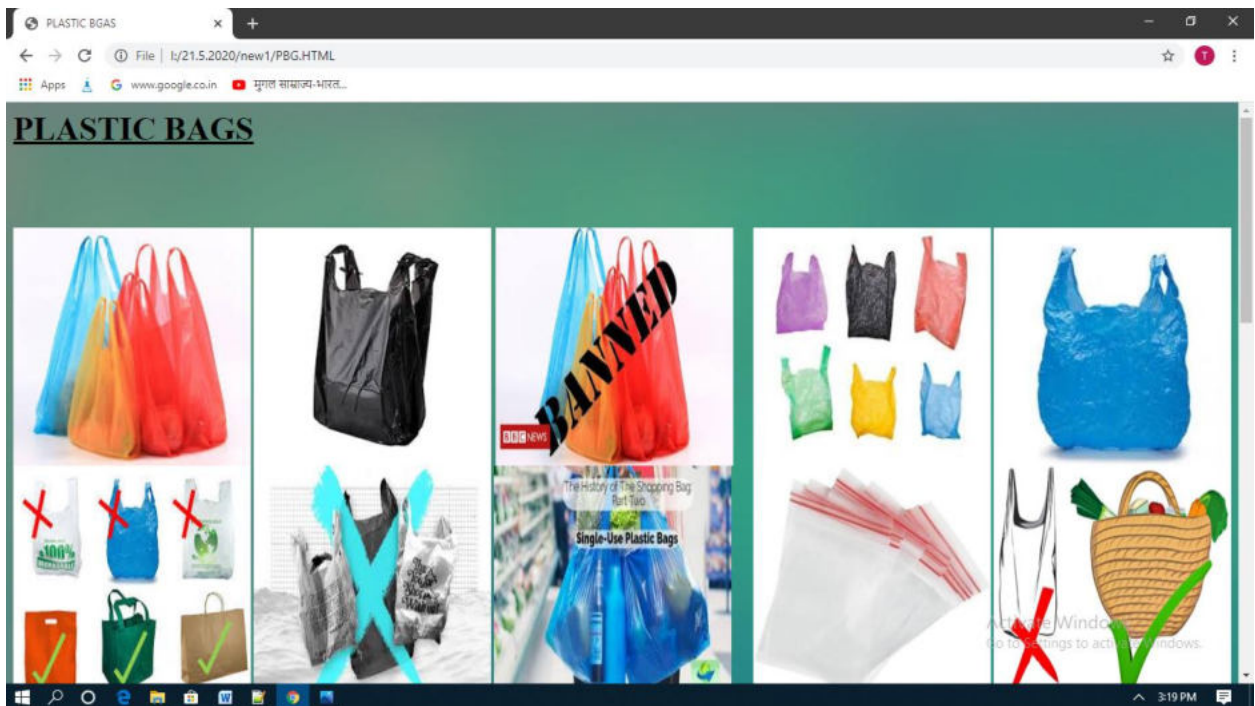 PLASTIC BGAS
File | I:/21.5.2020/new1/PBG.HTML
Apps
www.google.co.in
मुगल साम्राज्य-भारत...
T
PLASTIC BAGS
BANNED
BBC NEWS
100%
The History of The Shopping Bag:
Part Two
Single-Use Plastic Bags
Activate Windows
Go to Settings to activate Windows.
3:19 PM